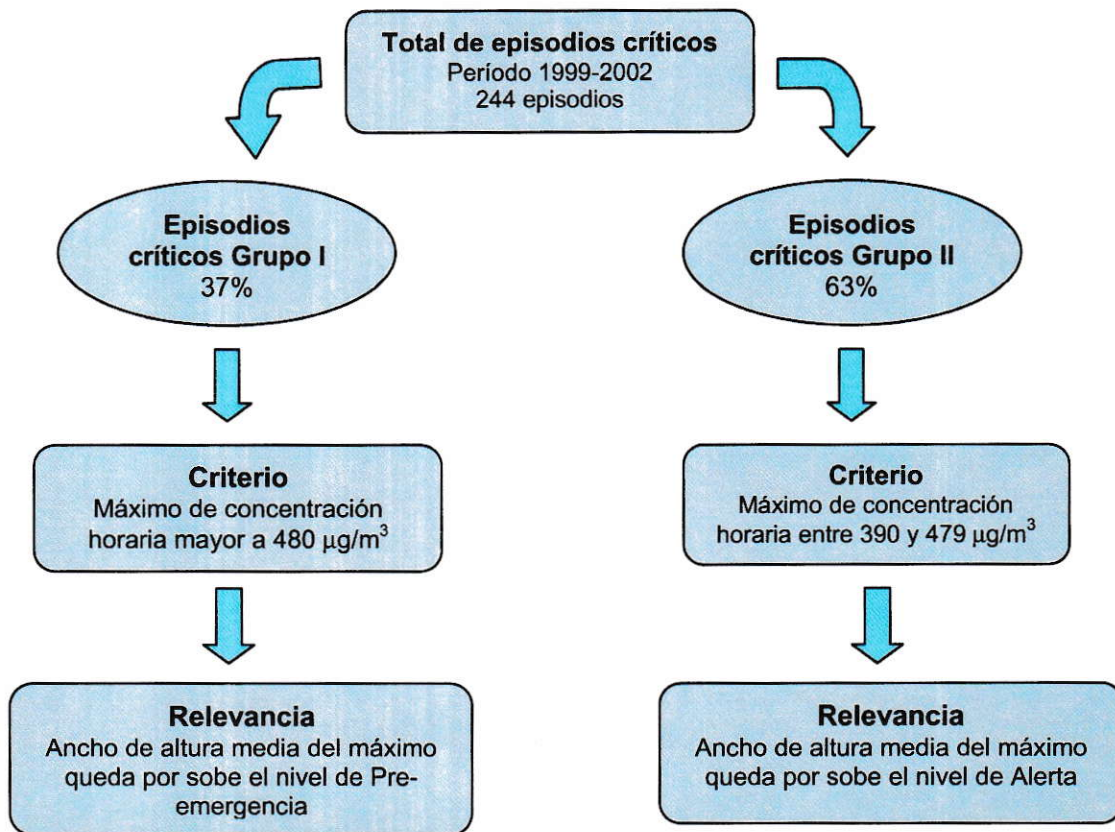 Total de episodios críticos
Período 1999-2002
244 episodios
Episodios
críticos Grupo I
37%
Episodios
críticos Grupo II
63%
Criterio
Máximo de concentración
horaria mayor a 480 μg/m³
Criterio
Máximo de concentración
horaria entre 390 y 479 μg/m³
Relevancia
Ancho de altura media del máximo
queda por sobe el nivel de Pre-
emergencia
Relevancia
Ancho de altura media del máximo
queda por sobe el nivel de Alerta